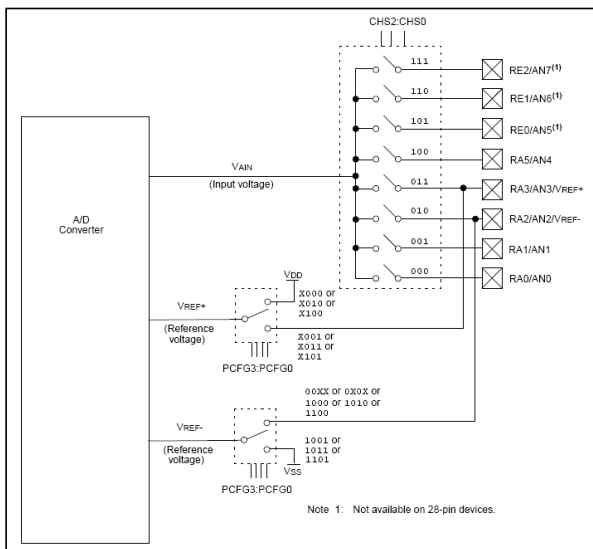 CHS2:CHS0
111
RE2/AN7(1)
110
RE1/AN6(1)
101
RE0/AN5(1)
100
RA5/AN4
VAIN
(Input voltage)
011
RA3/AN3/VREF+
010
RA2/AN2/VREF-
A/D
Converter
001
RA1/AN1
000
RA0/AN0
VDD
X000 or
X010 or
X100
VREF+
(Reference
voltage)
X001 or
X011 or
X101
PCFG3:PCFG0
00XX or 0X0X or
1000 or 1010 or
1100
VREF-
(Reference
voltage)
1001 or
1011 or
1101
VSS
PCFG3:PCFG0
Note 1: Not available on 28-pin devices.